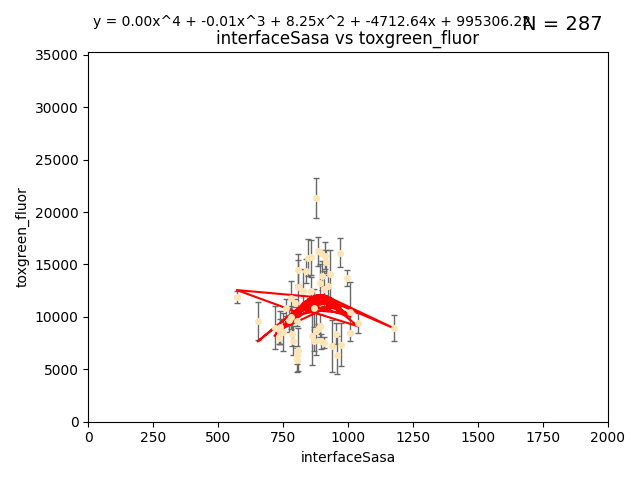 y = 0.00x^4 + -0.01x^3 + 8.25x^2 + -4712.64x + 995306.22
N = 287
interfaceSasa vs toxgreen_fluor
35000
30000
25000
20000
15000
10000
5000
0
toxgreen_fluor
0 250 500 750 1000 1250 1500 1750 2000
interfaceSasa